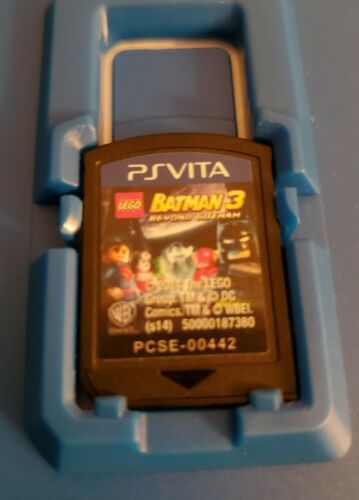 PSVITA
LEGO BATMAN 3
BEYOND GOTHAM
© 2014 The LEGO
Group. TM & © DC
Comics. TM & © WBEI.
(s14) 50000187380
WB
PCSE-00442